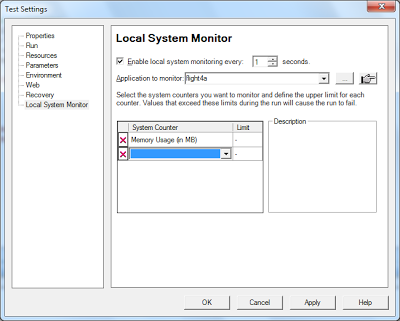 Test Settings
Properties
Run
Resources
Parameters
Environment
Web
Recovery
Local System Monitor
Local System Monitor
Enable local system monitoring every: 1 seconds.
Application to monitor: flight4a ...
Select the system counters you want to monitor and define the upper limit for each
counter. Values that exceed these limits during the run will cause the run to fail.
System Counter Limit
Memory Usage (in MB) -
-
Description
OK Cancel Apply Help